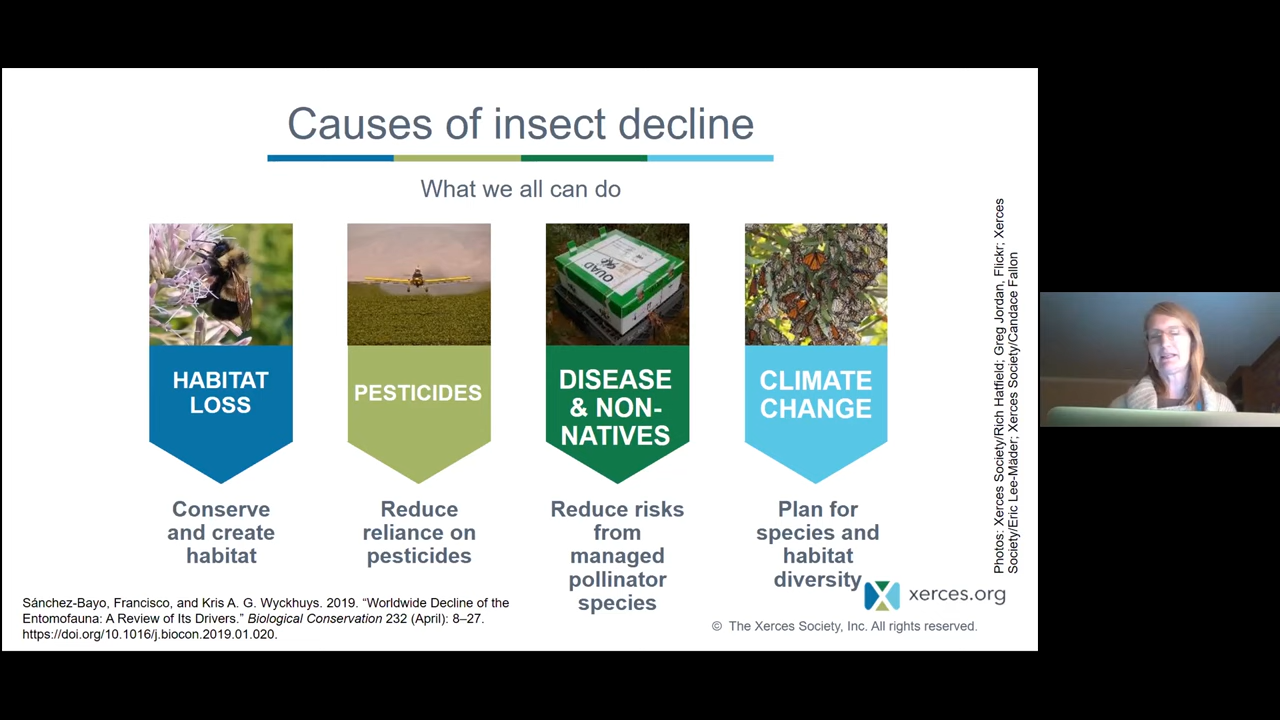 Causes of insect decline
What we all can do
HABITAT
LOSS
Conserve
and create
habitat
PESTICIDES
Reduce
reliance on
pesticides
QUAD
DISEASE
& NON-
NATIVES
Reduce risks
from
managed
pollinator
species
CLIMATE
CHANGE
Plan for
species and
habitat
diversity
Photos: Xerces Society/Rich Hatfield; Greg Jordan, Flickr; Xerces
Society/Eric Lee-Mäder; Xerces Society/Candace Fallon
Sánchez-Bayo, Francisco, and Kris A. G. Wyckhuys. 2019. “Worldwide Decline of the
Entomofauna: A Review of Its Drivers.” Biological Conservation 232 (April): 8–27.
https://doi.org/10.1016/j.biocon.2019.01.020.
xerces.org
© The Xerces Society, Inc. All rights reserved.